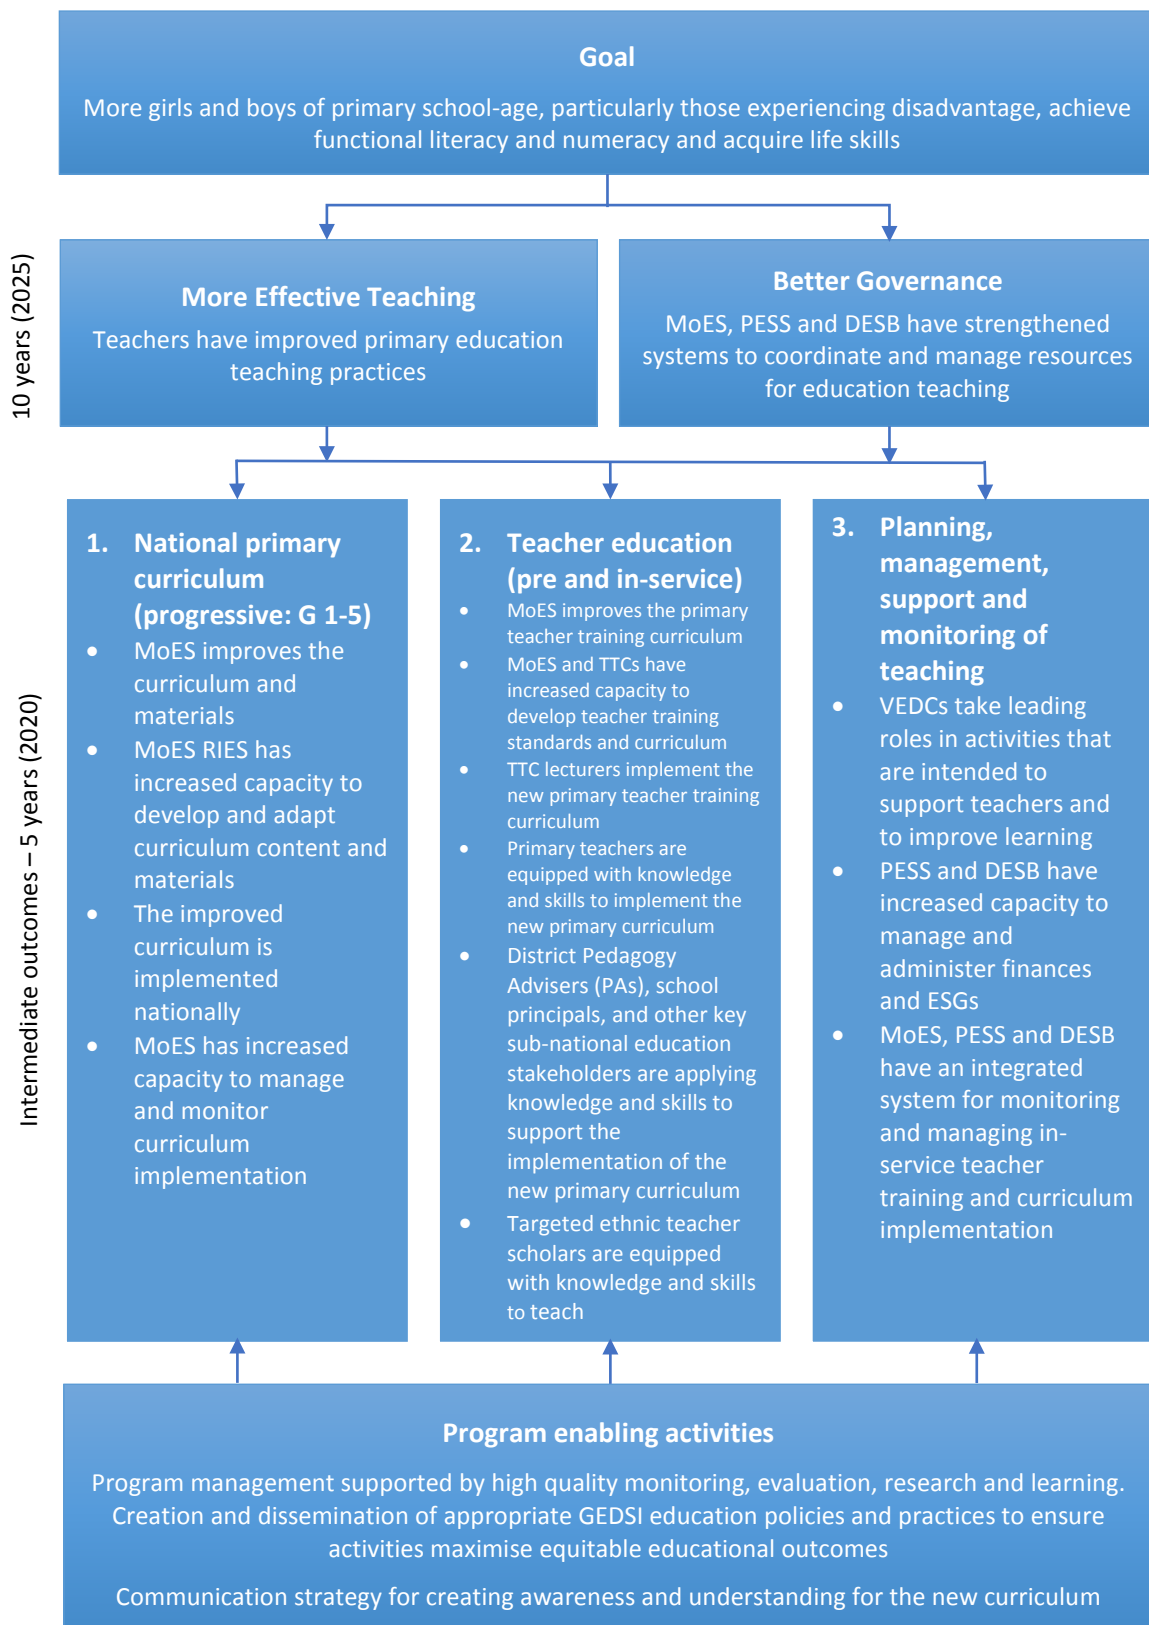 Goal
More girls and boys of primary school-age, particularly those experiencing disadvantage, achieve
functional literacy and numeracy and acquire life skills
10 years (2025)
More Effective Teaching
Teachers have improved primary education
teaching practices
Better Governance
MoES, PESS and DESB have strengthened
systems to coordinate and manage resources
for education teaching
Intermediate outcomes – 5 years (2020)
1. National primary
curriculum
(progressive: G 1-5)
• MoES improves the
curriculum and
materials
• MoES RIES has
increased capacity to
develop and adapt
curriculum content and
materials
• The improved
curriculum is
implemented
nationally
• MoES has increased
capacity to manage
and monitor
curriculum
implementation
2. Teacher education
(pre and in-service)
• MoES improves the primary
teacher training curriculum
• MoES and TTCs have
increased capacity to
develop teacher training
standards and curriculum
• TTC lecturers implement the
new primary teacher training
curriculum
• Primary teachers are
equipped with knowledge
and skills to implement the
new primary curriculum
• District Pedagogy
Advisers (PAs), school
principals, and other key
sub-national education
stakeholders are applying
knowledge and skills to
support the
implementation of the
new primary curriculum
• Targeted ethnic teacher
scholars are equipped
with knowledge and skills
to teach
3. Planning,
management,
support and
monitoring of
teaching
• VEDCs take leading
roles in activities that
are intended to
support teachers and
to improve learning
• PESS and DESB have
increased capacity to
manage and
administer finances
and ESGs
• MoES, PESS and DESB
have an integrated
system for monitoring
and managing in-
service teacher
training and curriculum
implementation
Program enabling activities
Program management supported by high quality monitoring, evaluation, research and learning.
Creation and dissemination of appropriate GEDSI education policies and practices to ensure
activities maximise equitable educational outcomes
Communication strategy for creating awareness and understanding for the new curriculum